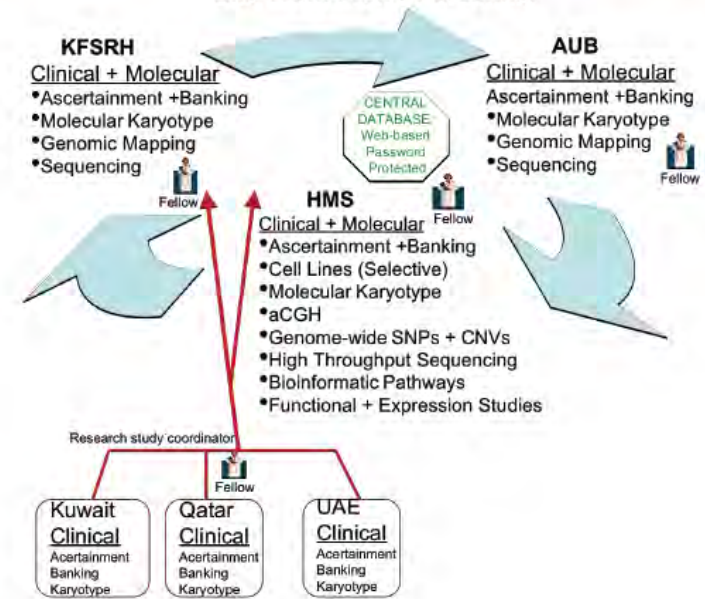 KFSRH
Clinical + Molecular
•Ascertainment +Banking
•Molecular Karyotype
•Genomic Mapping
•Sequencing
Fellow
CENTRAL
DATABASE
Web-based
Password
Protected
AUB
Clinical + Molecular
Ascertainment +Banking
•Molecular Karyotype
•Genomic Mapping
•Sequencing
Fellow
HMS
Fellow
Clinical + Molecular
•Ascertainment +Banking
•Cell Lines (Selective)
•Molecular Karyotype
•aCGH
•Genome-wide SNPs + CNVs
•High Throughput Sequencing
•Bioinformatic Pathways
•Functional + Expression Studies
Research study coordinator
Fellow
Kuwait
Clinical
Acertainment
Banking
Karyotype
Qatar
Clinical
Acertainment
Banking
Karyotype
UAE
Clinical
Acertainment
Banking
Karyotype